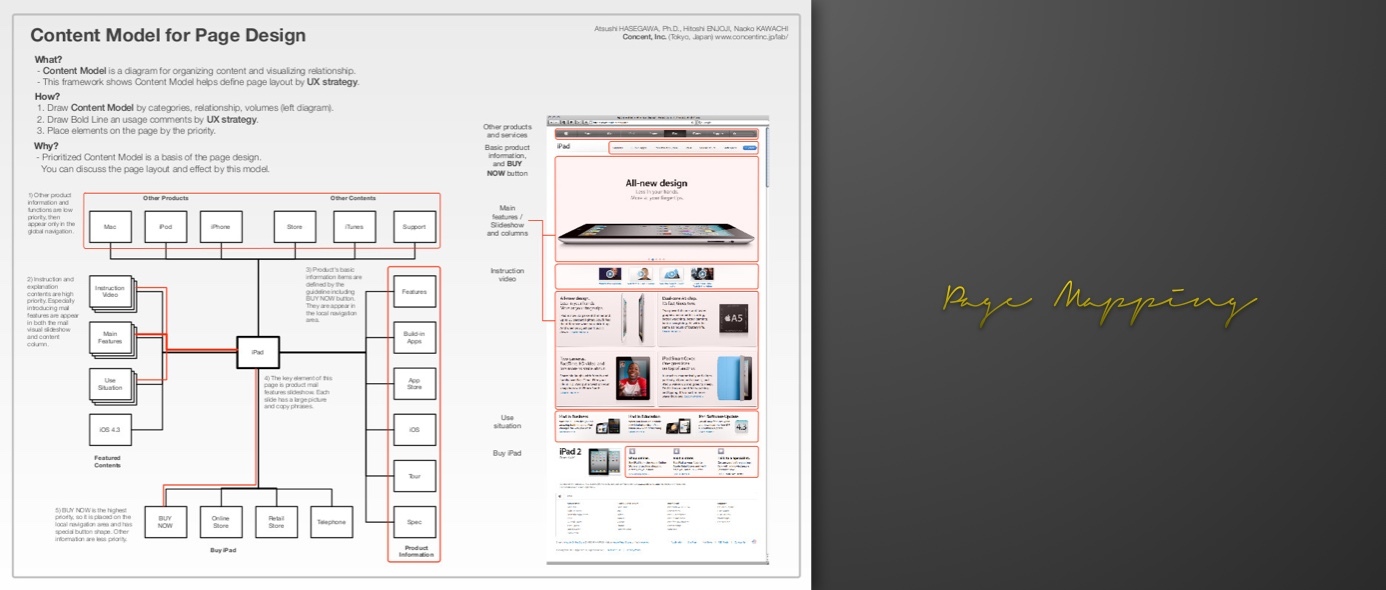 Content Model for Page Design
Atsushi HASEGAWA, Ph.D., Hitoshi ENJOJI, Naoko KAWACHI
Concent, Inc. (Tokyo, Japan) www.concentinc.jp/lab/
What?
- Content Model is a diagram for organizing content and visualizing relationship.
- This framework shows Content Model helps define page layout by UX strategy.
How?
1. Draw Content Model by categories, relationship, volumes (left diagram).
2. Draw Bold Line an usage comments by UX strategy.
3. Place elements on the page by the priority.
Why?
- Prioritized Content Model is a basis of the page design.
You can discuss the page layout and effect by this model.
1) Other product
information and
functions are low
priority, then
appear only in the
global navigation.
Other Products
Other Contents
Mac
iPod
iPhone
Store
iTunes
Support
2) Instruction and
explanation
contents are high
priority. Especially
introducing mail
features are appear
in both the mail
visual slideshow
and content
column.
Instruction
Video
Main
Features
Use
Situation
iOS 4.3
Featured
Contents
iPad
3) Product's basic
information items are
defined by the
guideline including
BUY NOW button.
They are appear in
the local navigation
area.
4) The key element of this
page is product mail
features slideshow. Each
slide has a large picture
and copy phrases.
Features
Build-in
Apps
App
Store
iOS
Tour
Spec
Product
Information
5) BUY NOW is the highest
priority, so it is placed on the
local navigation area and has
special button shape. Other
information are less priority.
BUY
NOW
Online
Store
Retail
Store
Telephone
Buy iPad
Other products
and services
Basic product
information,
and BUY
NOW button
Main
features /
Slideshow
and columns
Instruction
video
Use
situation
Buy iPad
iPad
All-new design
A5
4.3
iPad 2
Page Mapping